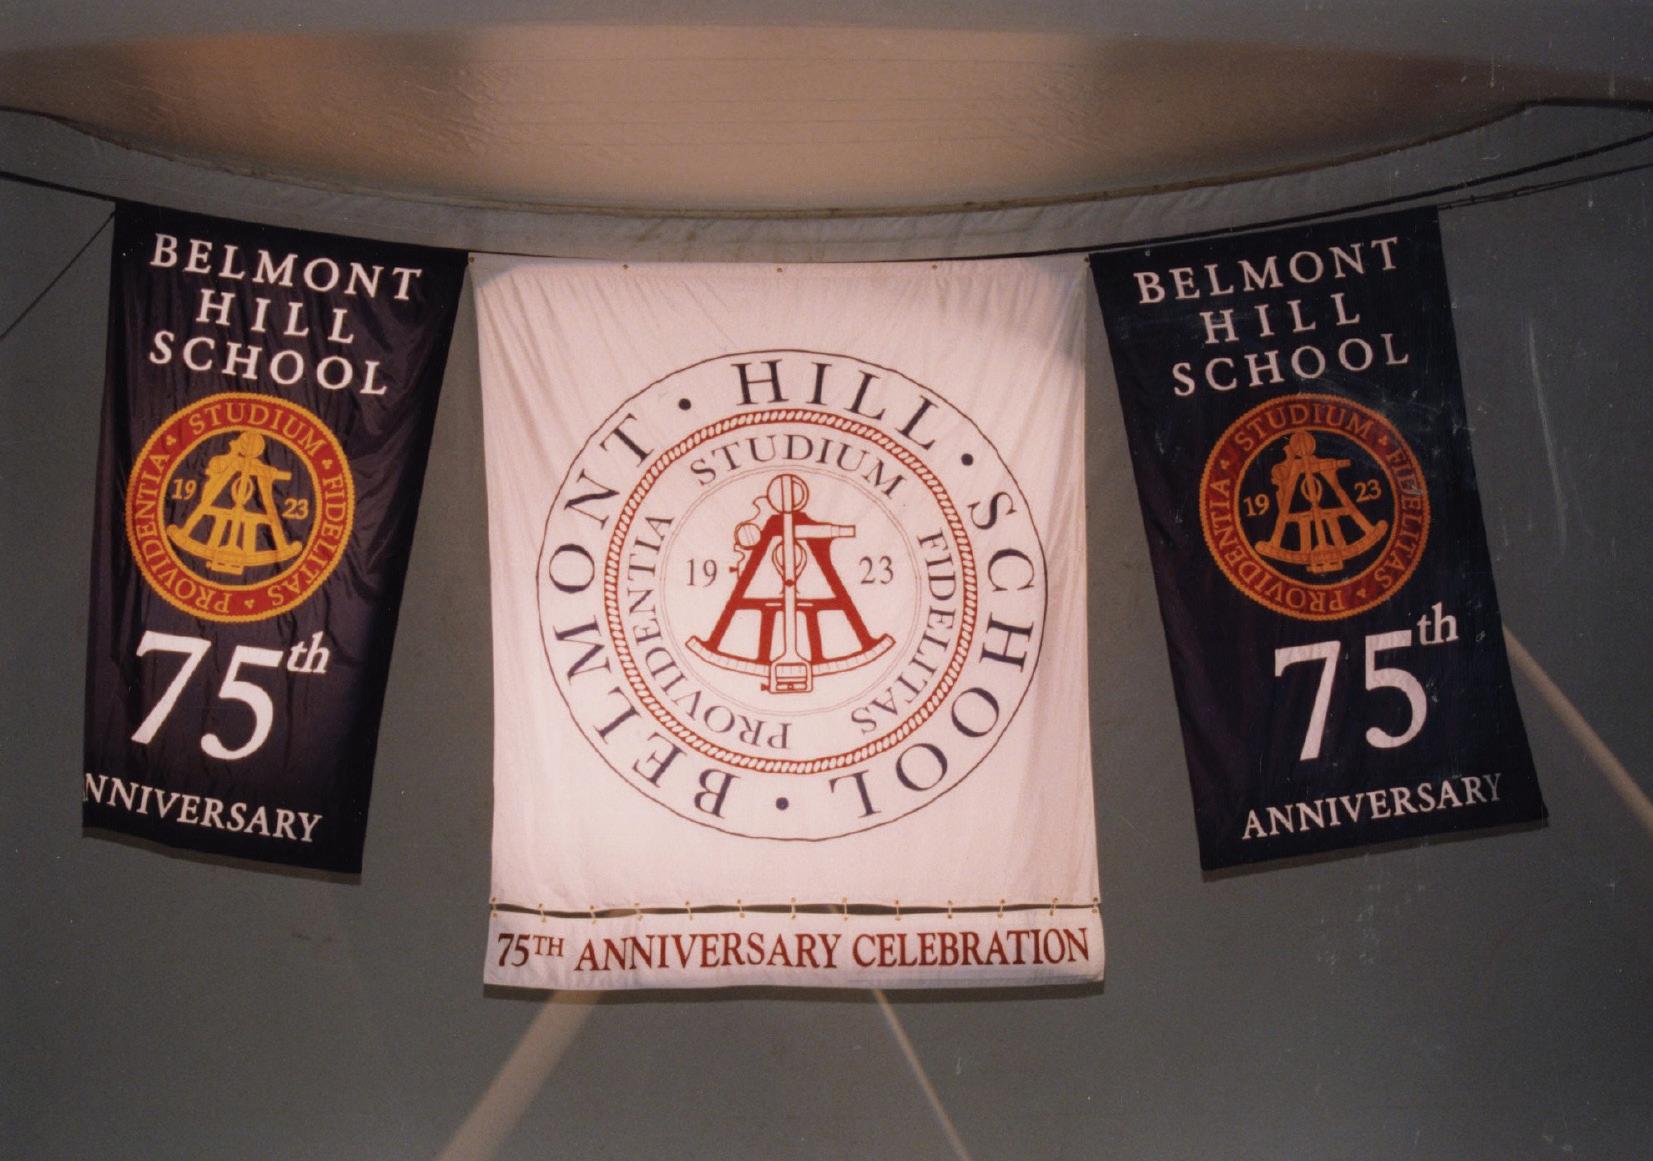 BELMONT
HILL
SCHOOL
PROVIDENTIA STUDIUM FIDELITAS
19 23
75th
NNIVERSARY
BELMONT • HILL • SCHOOL •
PROVIDENTIA STUDIUM FIDELITAS
19 23
75TH ANNIVERSARY CELEBRATION
BELMONT
HILL
SCHOOL
PROVIDENTIA STUDIUM FIDELITAS
19 23
75th
ANNIVERSARY